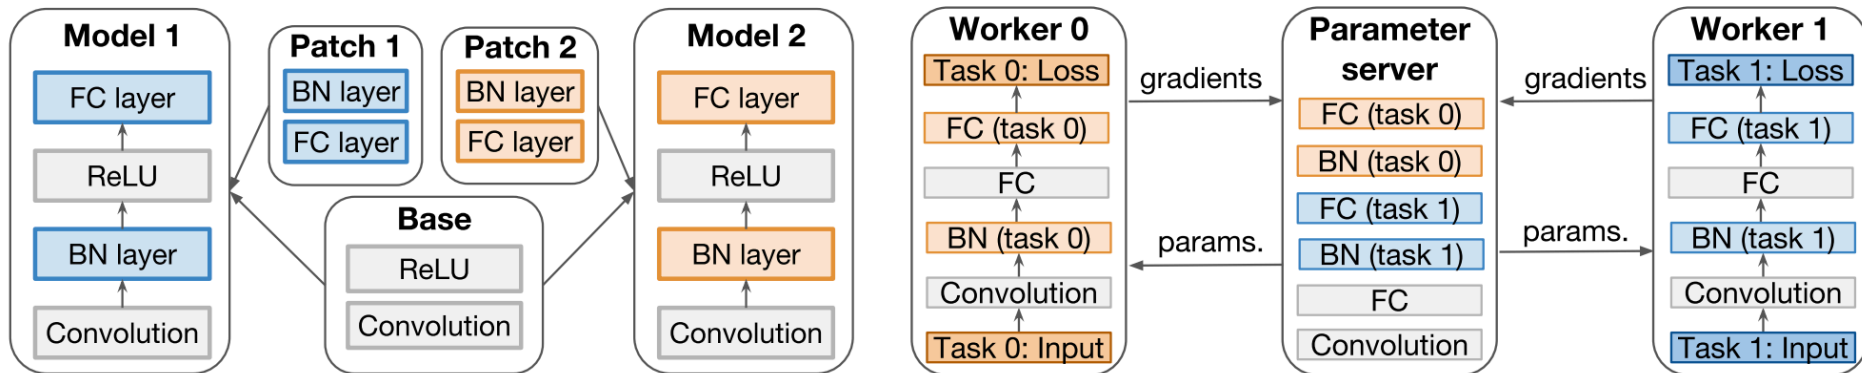 Model 1
FC layer
ReLU
BN layer
Convolution
Patch 1
BN layer
FC layer
Patch 2
BN layer
FC layer
Base
ReLU
Convolution
Model 2
FC layer
ReLU
BN layer
Convolution
Worker 0
Task 0: Loss
FC (task 0)
FC
BN (task 0)
Convolution
Task 0: Input
gradients
params.
Parameter
server
FC (task 0)
BN (task 0)
FC (task 1)
BN (task 1)
FC
Convolution
gradients
params.
Worker 1
Task 1: Loss
FC (task 1)
FC
BN (task 1)
Convolution
Task 1: Input